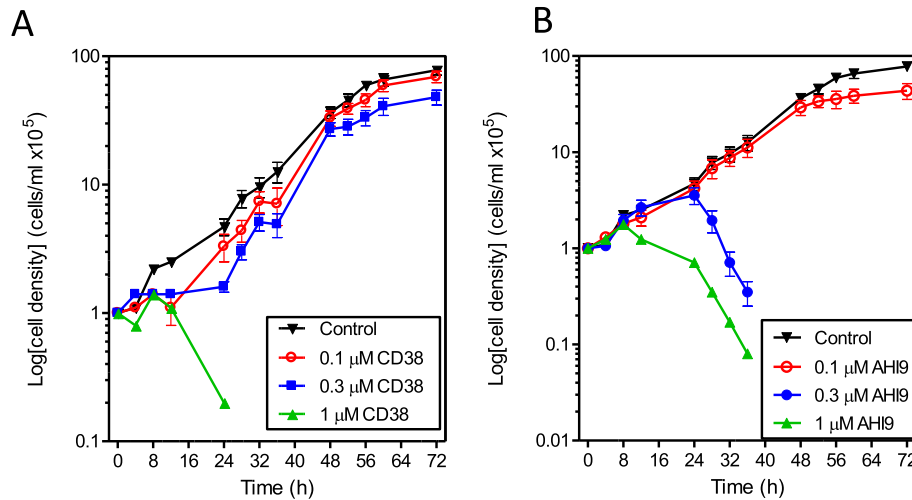 A
Log[cell density] (cells/ml x10⁵)
100
10
1
0.1
0 8 16 24 32 40 48 56 64 72
Time (h)
Control
0.1 μM CD38
0.3 μM CD38
1 μM CD38
B
Log[cell density] (cells/ml x10⁵)
100
10
1
0.1
0.01
0 8 16 24 32 40 48 56 64 72
Time (h)
Control
0.1 μM AHI9
0.3 μM AHI9
1 μM AHI9